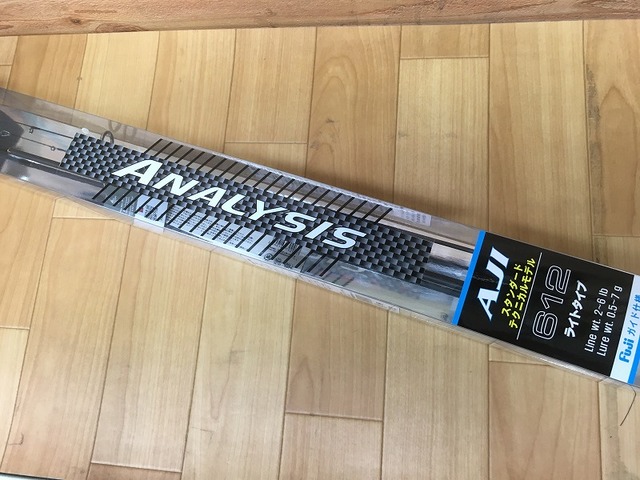 ANALYSIS
AJI
スタンダード
テクニカルモデル
612
ライトタイプ
Line wt. 2~6 lb
Lure wt. 0.5~7 g
Fuji ガイド仕様